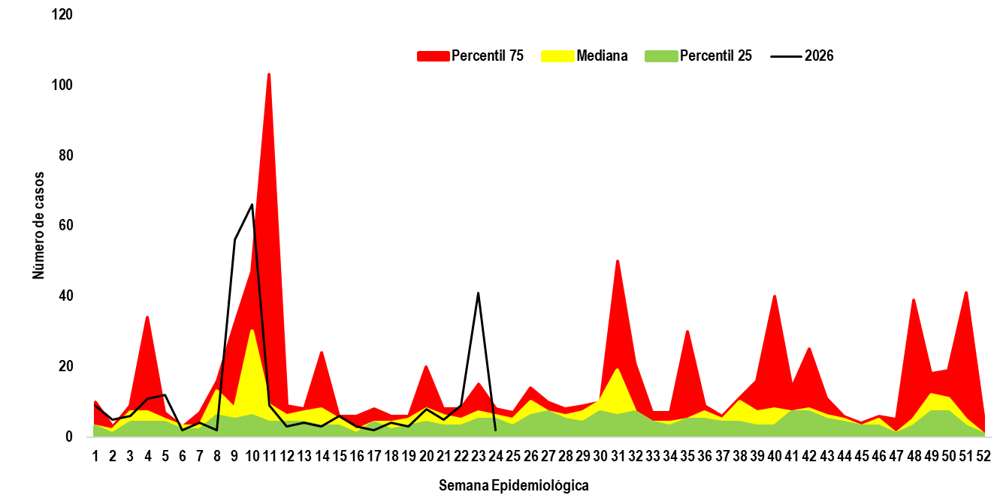 120
Percentil 75 Mediana Percentil 25 2026
100
80
60
40
20
0
Número de casos
1 2 3 4 5 6 7 8 9 10 11 12 13 14 15 16 17 18 19 20 21 22 23 24 25 26 27 28 29 30 31 32 33 34 35 36 37 38 39 40 41 42 43 44 45 46 47 48 49 50 51 52
Semana Epidemiológica